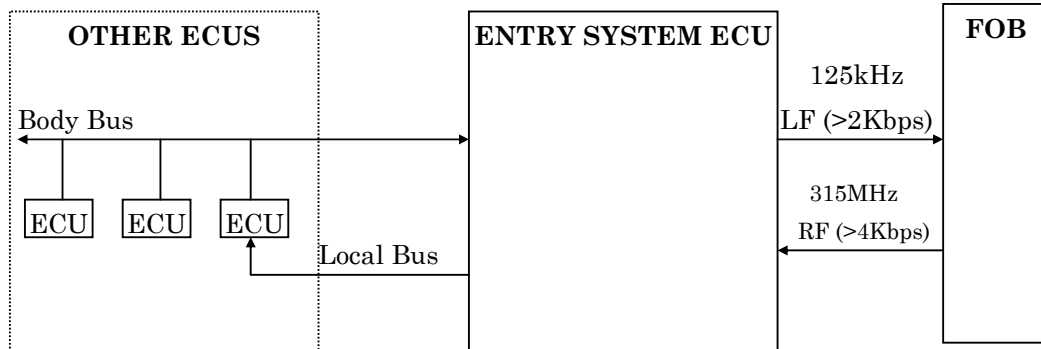 OTHER ECUS
ENTRY SYSTEM ECU
FOB
125kHz
LF (>2Kbps)
Body Bus
315MHz
RF (>4Kbps)
ECU
ECU
ECU
Local Bus